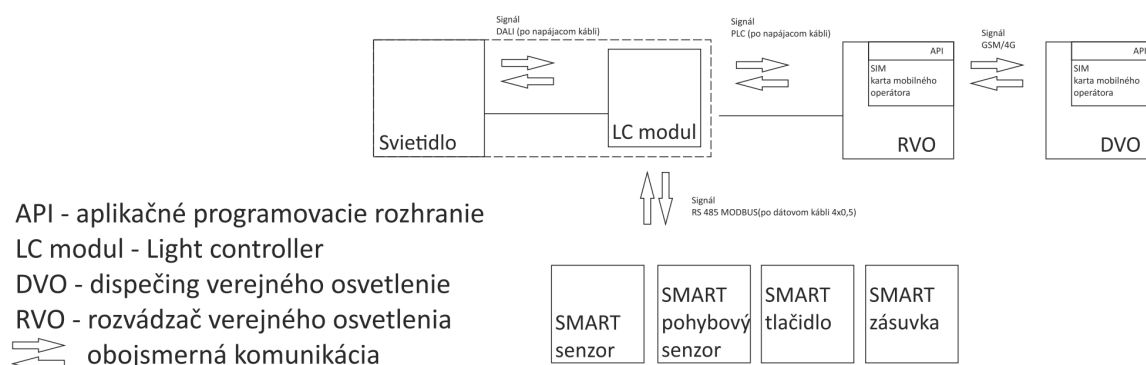 Signál
DALI (po napájacom kábli)
Signál
PLC (po napájacom kábli)
Signál
GSM/4G
API
SIM
karta mobilného
operátora
API
SIM
karta mobilného
operátora
Svietidlo
LC modul
RVO
DVO
Signál
RS 485 MODBUS(po dátovom kábli 4x0,5)
API - aplikačné programovacie rozhranie
LC modul - Light controller
DVO - dispečing verejného osvetlenie
RVO - rozvádzač verejného osvetlenia
obojsmerná komunikácia
SMART
senzor
SMART
pohybový
senzor
SMART
tlačidlo
SMART
zásuvka